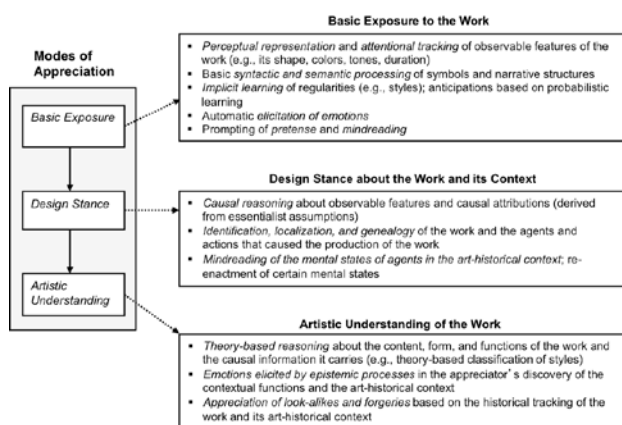 Modes of
Appreciation
Basic Exposure
Design Stance
Artistic
Understanding
Basic Exposure to the Work
▪ Perceptual representation and attentional tracking of observable features of the
work (e.g., its shape, colors, tones, duration)
▪ Basic syntactic and semantic processing of symbols and narrative structures
▪ Implicit learning of regularities (e.g., styles); anticipations based on probabilistic
learning
▪ Automatic elicitation of emotions
▪ Prompting of pretense and mindreading
Design Stance about the Work and its Context
▪ Causal reasoning about observable features and causal attributions (derived
from essentialist assumptions)
▪ Identification, localization, and genealogy of the work and the agents and
actions that caused the production of the work
▪ Mindreading of the mental states of agents in the art-historical context; re-
enactment of certain mental states
Artistic Understanding of the Work
▪ Theory-based reasoning about the content, form, and functions of the work and
the causal information it carries (e.g., theory-based classification of styles)
▪ Emotions elicited by epistemic processes in the appreciator´s discovery of the
contextual functions and the art-historical context
▪ Appreciation of look-alikes and forgeries based on the historical tracking of the
work and its art-historical context